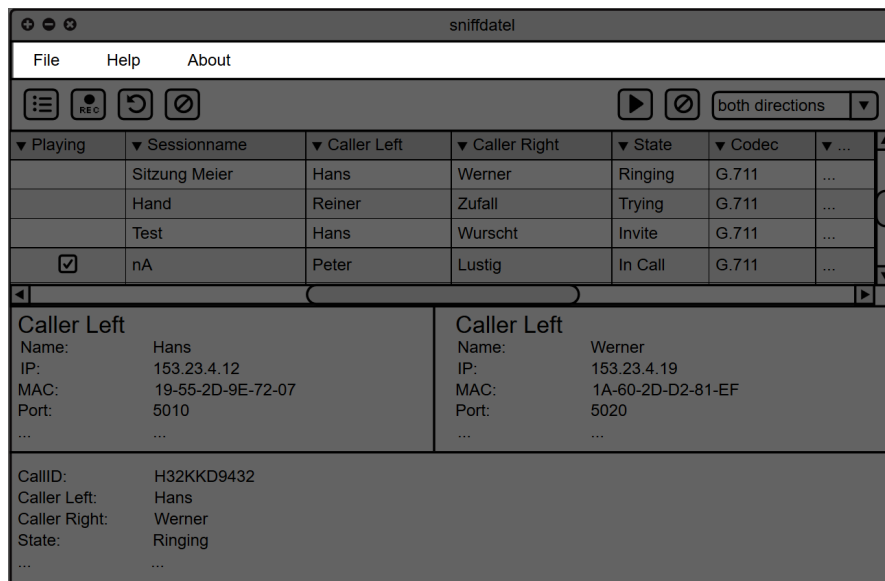 sniffdatel
File Help About
REC both directions
Playing Sessionname Caller Left Caller Right State Codec ...
Sitzung Meier Hans Werner Ringing G.711 ...
Hand Reiner Zufall Trying G.711 ...
Test Hans Wurscht Invite G.711 ...
nA Peter Lustig In Call G.711 ...
Caller Left Caller Left
Name: Hans Name: Werner
IP: 153.23.4.12 IP: 153.23.4.19
MAC: 19-55-2D-9E-72-07 MAC: 1A-60-2D-D2-81-EF
Port: 5010 Port: 5020
... ... ... ...
CallID: H32KKD9432
Caller Left: Hans
Caller Right: Werner
State: Ringing
... ...